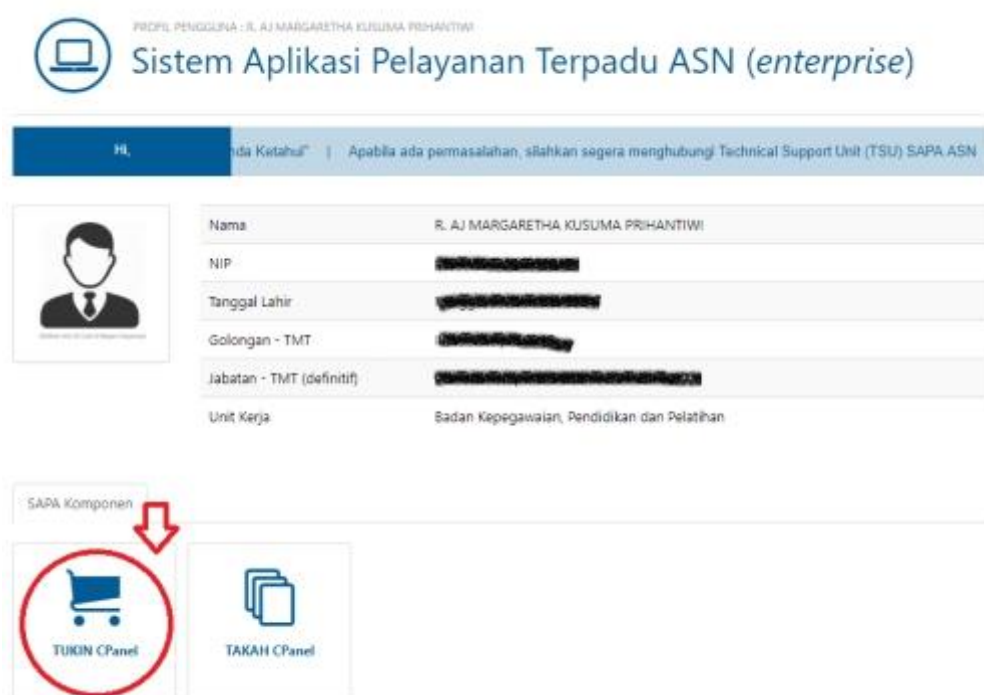 PROFIL PENGGUNA : R. AJ MARGARETHA KUSUMA PRIHANTIWI
Sistem Aplikasi Pelayanan Terpadu ASN (enterprise)
Hi,
nda Ketahui" | Apabila ada permasalahan, silahkan segera menghubungi Technical Support Unit (TSU) SAPA ASN
Nama R. AJ MARGARETHA KUSUMA PRIHANTIWI
NIP
Tanggal Lahir
Golongan - TMT
Jabatan - TMT (definitif)
Unit Kerja Badan Kepegawaian, Pendidikan dan Pelatihan
SAPA Komponen
TUKIN CPanel TAKAH CPanel